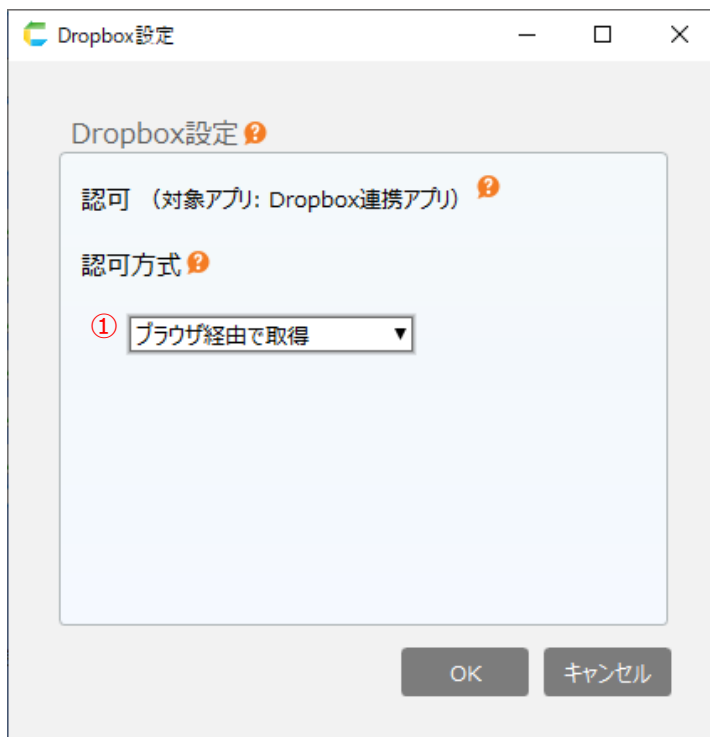 Dropbox設定
Dropbox設定
認可 （対象アプリ: Dropbox連携アプリ）
認可方式
① ブラウザ経由で取得
OK キャンセル